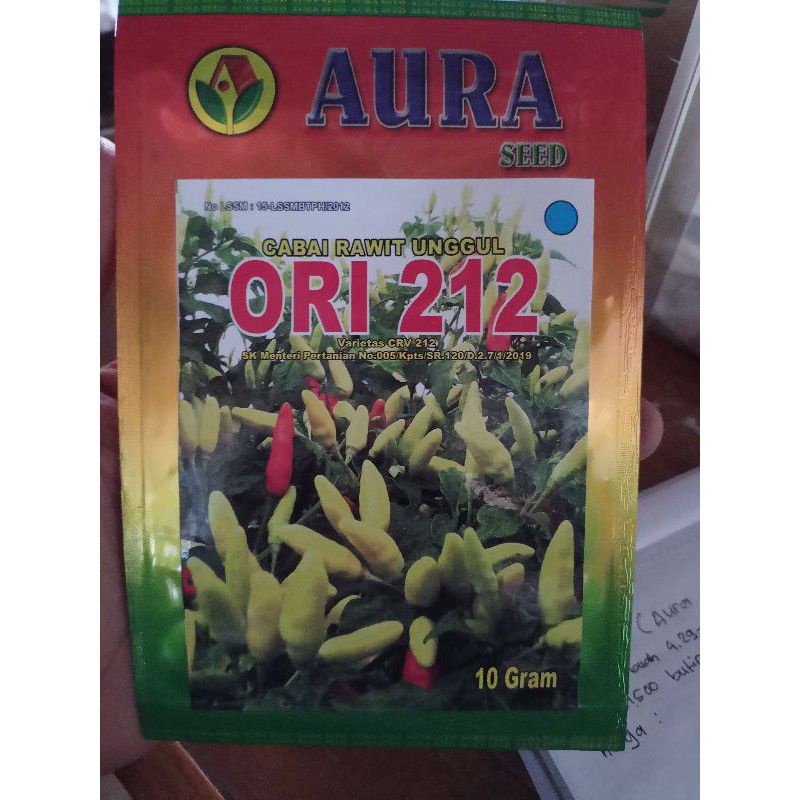 AURA
SEED
No LSSM : 15-LSSMBTPH/2012
CABAI RAWIT UNGGUL
ORI 212
Varietas CRV 212
SK Menteri Pertanian No.005/Kpts/SR.120/D.2.7/1/2019
10 Gram
(Aura